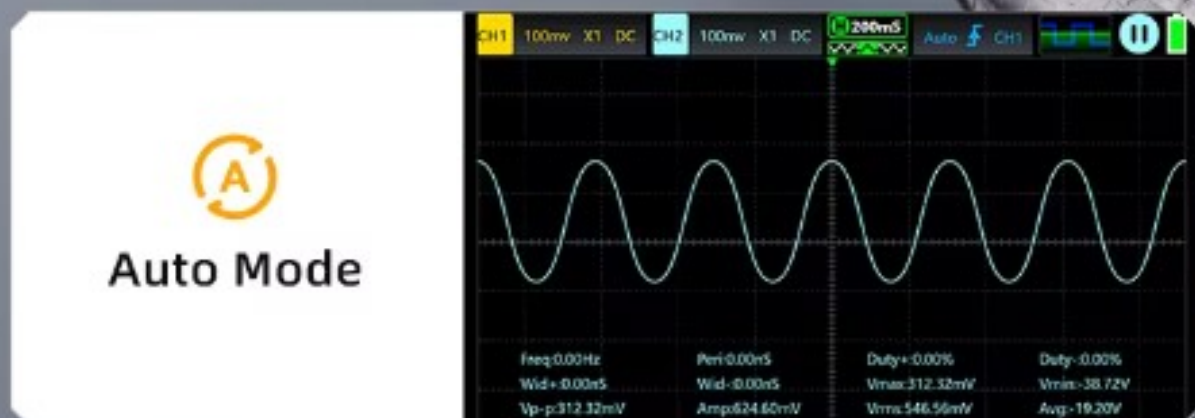 A
Auto Mode
CH1 100mv X1 DC CH2 100mv X1 DC M 200mS Auto CH1
Freq:0.00Hz Peri:0.00nS Duty+:0.00% Duty-:0.00%
Wid+:0.00nS Wid-:0.00nS Vmax:312.32mV Vmin:-38.72V
Vp-p:312.32mV Amp:624.60mV Vrms:546.56mV Avg:-19.20V